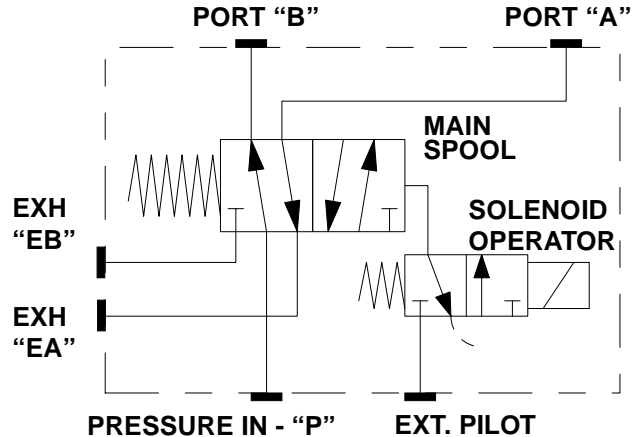 PORT “B”
PORT “A”
MAIN
SPOOL
EXH
“EB”
SOLENOID
OPERATOR
EXH
“EA”
PRESSURE IN - “P”
EXT. PILOT